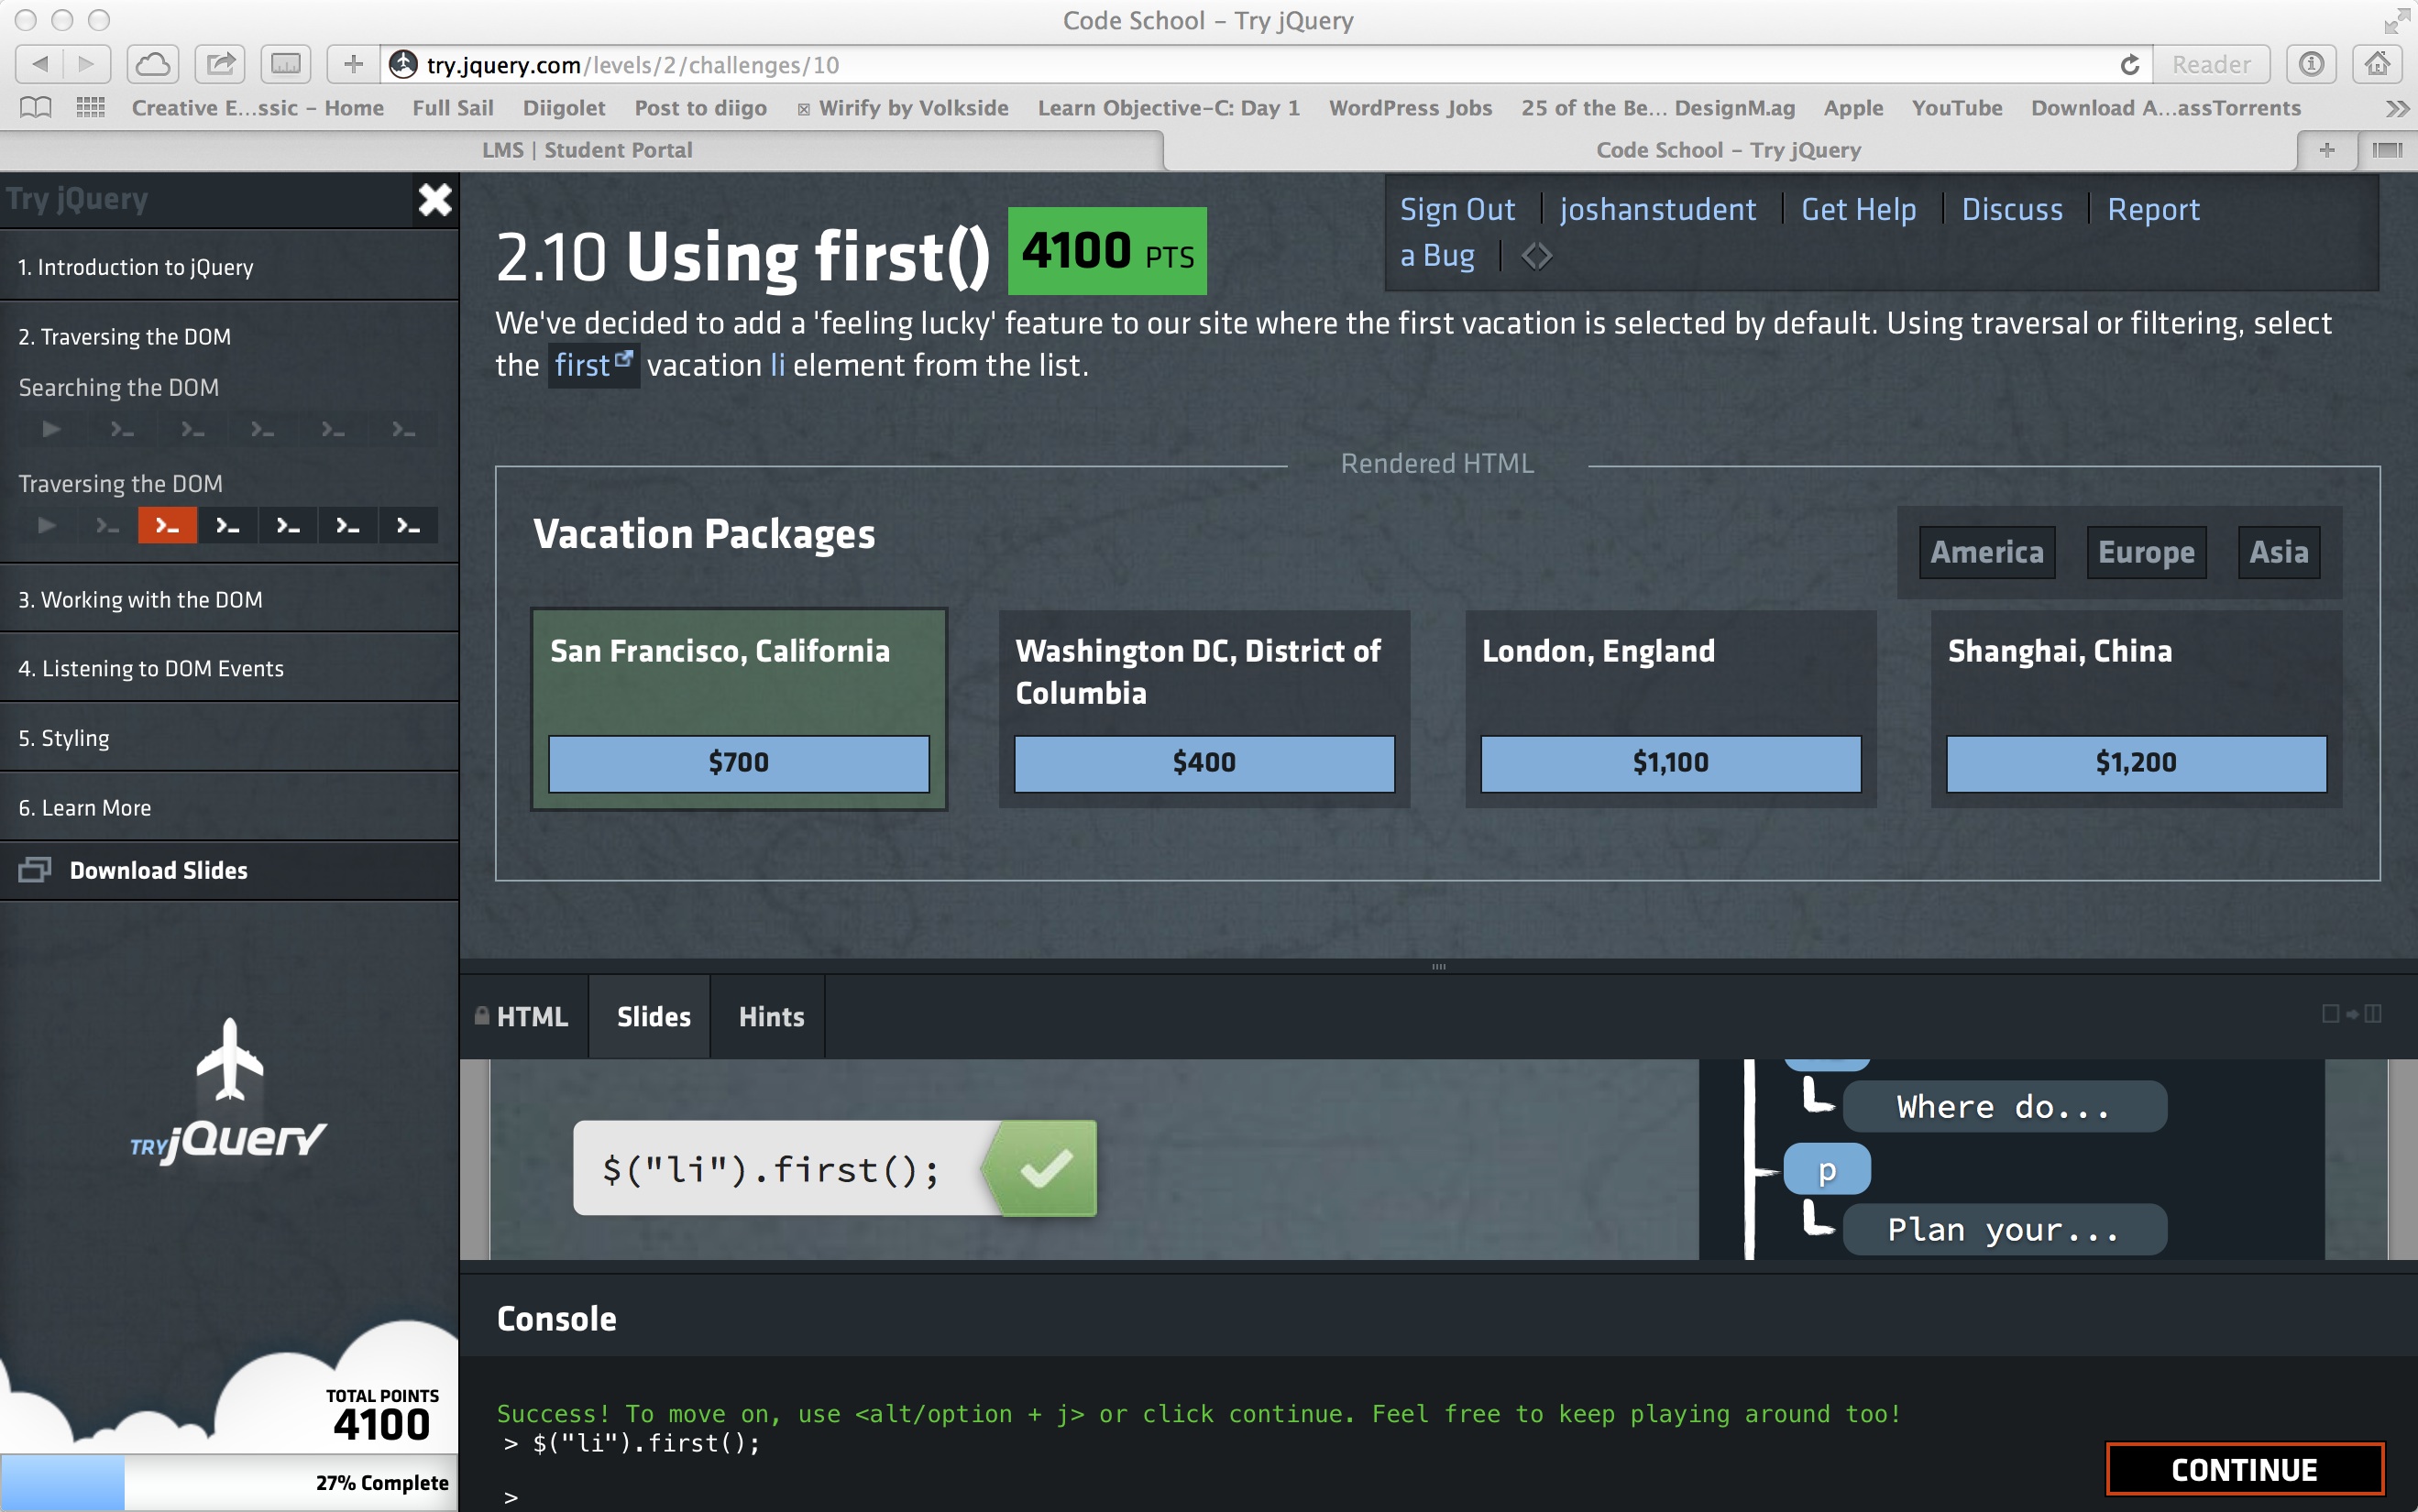 Code School – Try jQuery
try.jquery.com/levels/2/challenges/10
Reader
Creative E...ssic – Home
Full Sail
Diigolet
Post to diigo
Wirify by Volkside
Learn Objective-C: Day 1
WordPress Jobs
25 of the Be... DesignM.ag
Apple
YouTube
Download A...assTorrents
LMS | Student Portal
Code School – Try jQuery
Try jQuery
1. Introduction to jQuery
2. Traversing the DOM
Searching the DOM
Traversing the DOM
3. Working with the DOM
4. Listening to DOM Events
5. Styling
6. Learn More
Download Slides
TRY jQuery
TOTAL POINTS
4100
27% Complete
Sign Out | joshanstudent | Get Help | Discuss | Report
a Bug |
2.10 Using first() 4100 PTS
We've decided to add a 'feeling lucky' feature to our site where the first vacation is selected by default. Using traversal or filtering, select
the first vacation li element from the list.
Rendered HTML
Vacation Packages
America
Europe
Asia
San Francisco, California
$700
Washington DC, District of
Columbia
$400
London, England
$1,100
Shanghai, China
$1,200
HTML
Slides
Hints
$("li").first();
Where do...
p
Plan your...
Console
Success! To move on, use <alt/option + j> or click continue. Feel free to keep playing around too!
> $("li").first();
>
CONTINUE